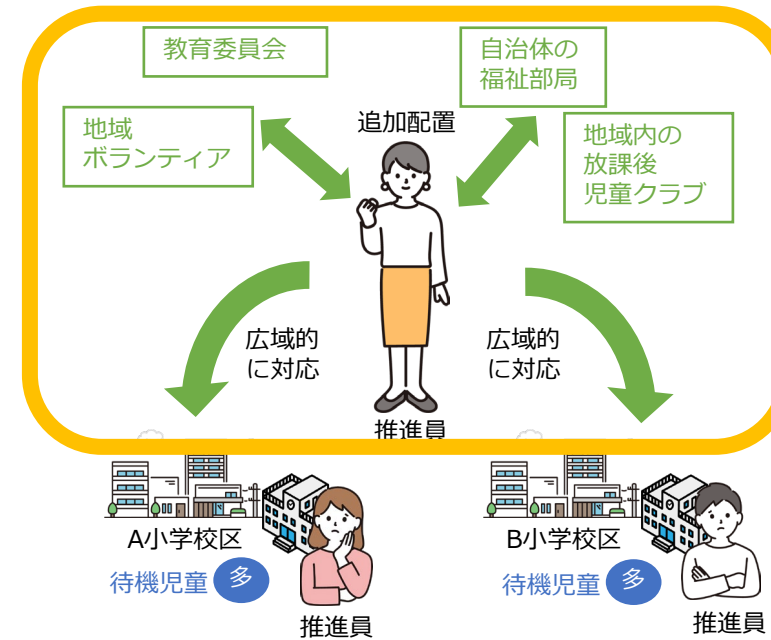 教育委員会
自治体の
福祉部局
地域
ボランティア
追加配置
地域内の
放課後
児童クラブ
広域的
に対応
広域的
に対応
推進員
A小学校区
待機児童 多
推進員
B小学校区
待機児童 多
推進員